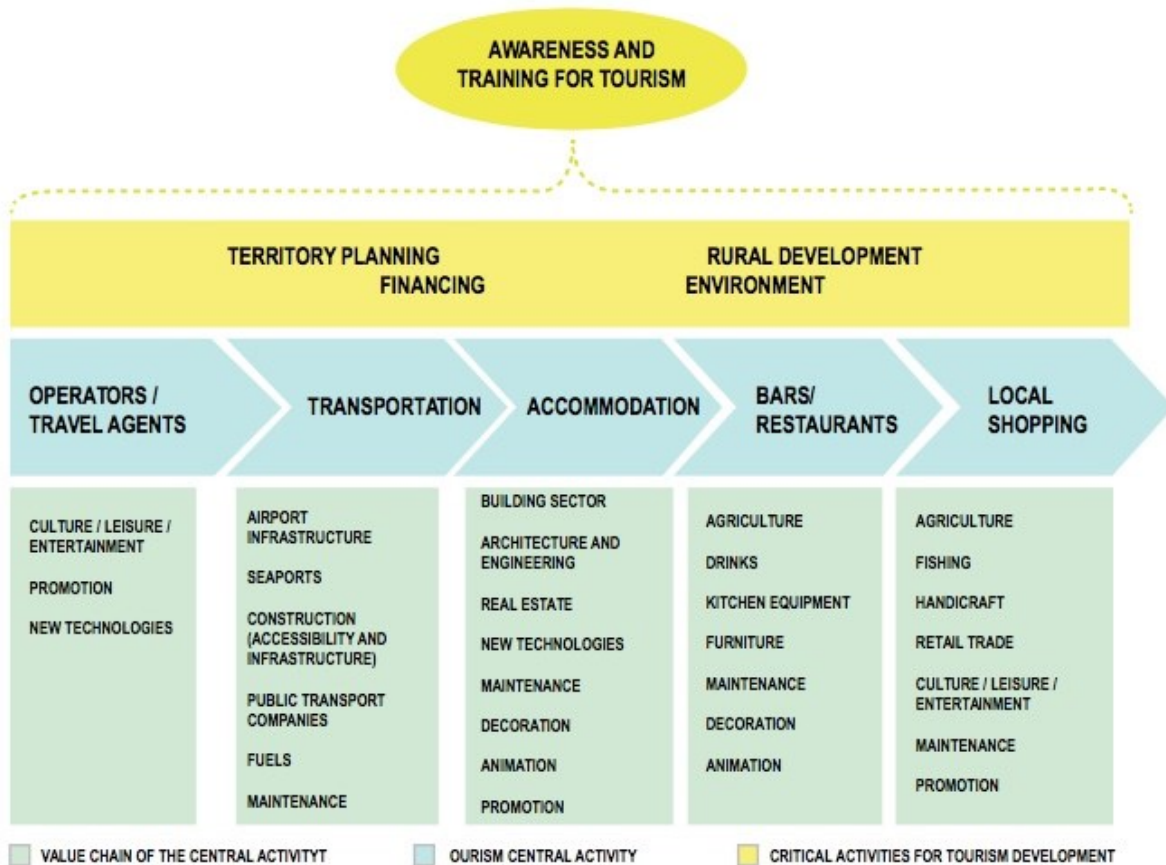 AWARENESS AND
TRAINING FOR TOURISM
TERRITORY PLANNING
FINANCING
RURAL DEVELOPMENT
ENVIRONMENT
OPERATORS /
TRAVEL AGENTS
TRANSPORTATION
ACCOMMODATION
BARS/
RESTAURANTS
LOCAL
SHOPPING
CULTURE / LEISURE /
ENTERTAINMENT
PROMOTION
NEW TECHNOLOGIES
AIRPORT
INFRASTRUCTURE
SEAPORTS
CONSTRUCTION
(ACCESSIBILITY AND
INFRASTRUCTURE)
PUBLIC TRANSPORT
COMPANIES
FUELS
MAINTENANCE
BUILDING SECTOR
ARCHITECTURE AND
ENGINEERING
REAL ESTATE
NEW TECHNOLOGIES
MAINTENANCE
DECORATION
ANIMATION
PROMOTION
AGRICULTURE
DRINKS
KITCHEN EQUIPMENT
FURNITURE
MAINTENANCE
DECORATION
ANIMATION
AGRICULTURE
FISHING
HANDICRAFT
RETAIL TRADE
CULTURE / LEISURE /
ENTERTAINMENT
MAINTENANCE
PROMOTION
VALUE CHAIN OF THE CENTRAL ACTIVITYT
OURISM CENTRAL ACTIVITY
CRITICAL ACTIVITIES FOR TOURISM DEVELOPMENT